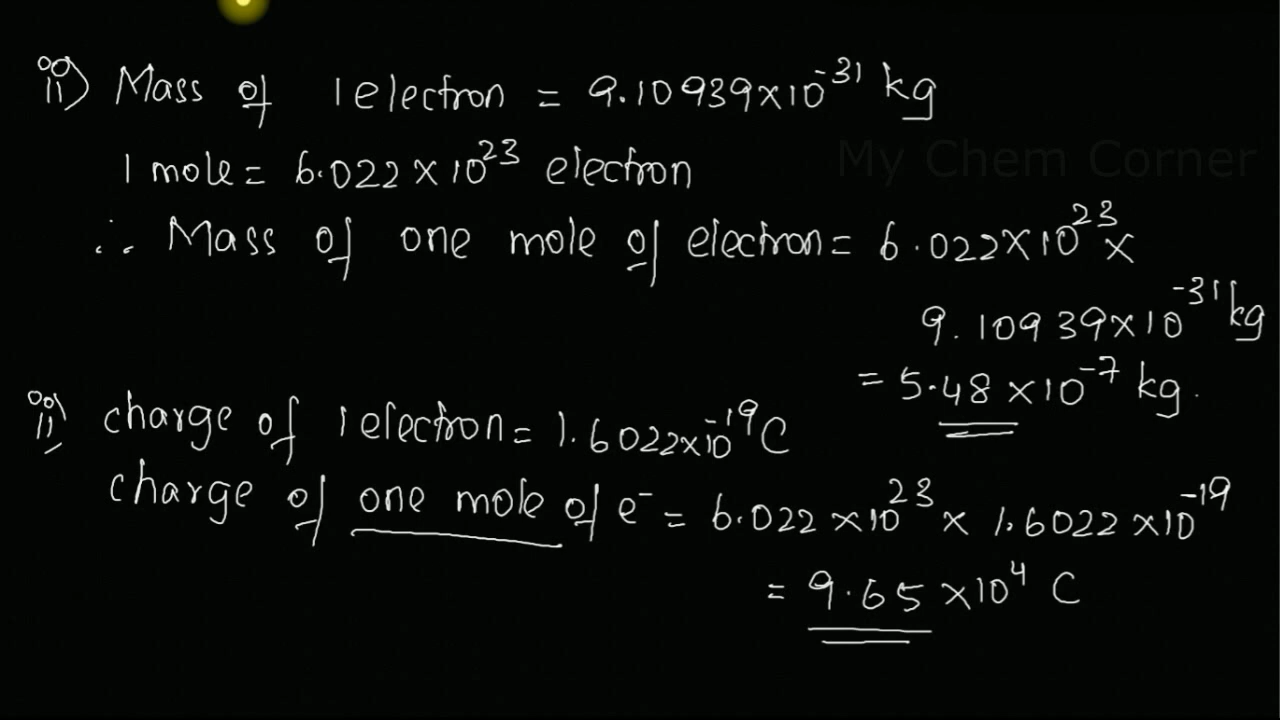 ii) Mass of 1 electron = 9.10939×10⁻³¹ kg
My Chem Corner
1 mole = 6.022×10²³ electron
∴ Mass of one mole of electron = 6.022×10²³×
9.10939×10⁻³¹ kg
= 5.48×10⁻⁷ kg.
ii) charge of 1 electron = 1.6022×10⁻¹⁹C
charge of one mole of e⁻ = 6.022×10²³ × 1.6022×10⁻¹⁹
= 9.65×10⁴ C